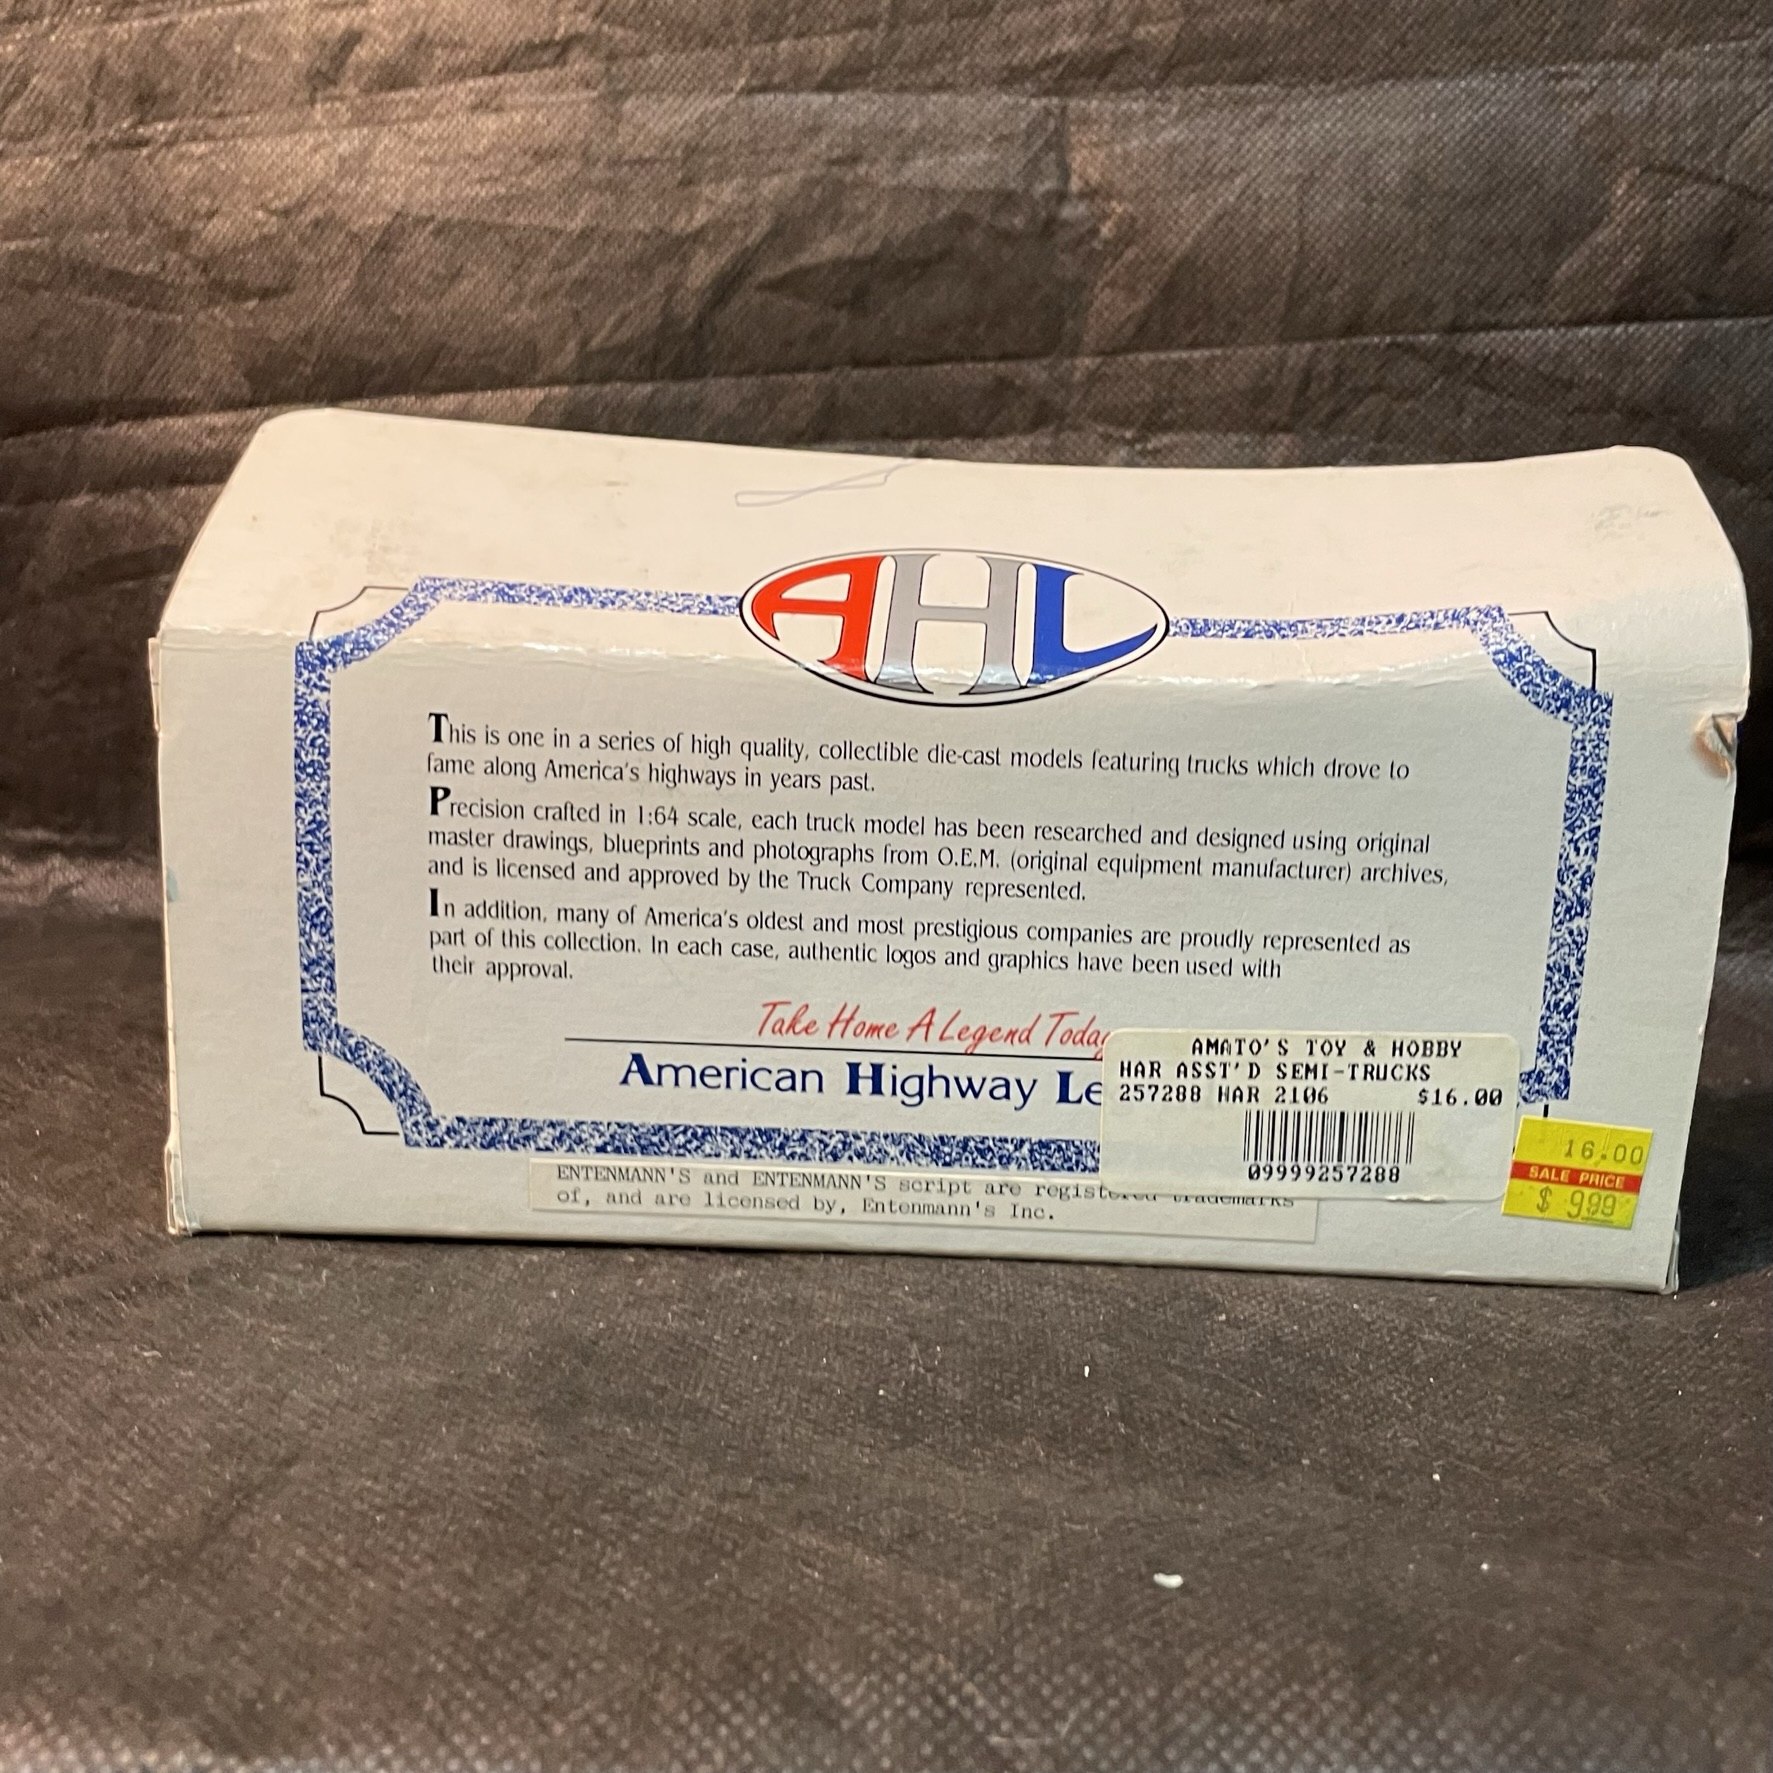 AHL
This is one in a series of high quality, collectible die-cast models featuring trucks which drove to
fame along America's highways in years past.
Precision crafted in 1:64 scale, each truck model has been researched and designed using original
master drawings, blueprints and photographs from O.E.M. (original equipment manufacturer) archives,
and is licensed and approved by the Truck Company represented.
In addition, many of America's oldest and most prestigious companies are proudly represented as
part of this collection. In each case, authentic logos and graphics have been used with
their approval.
Take Home A Legend Today
American Highway Le
AMATO'S TOY & HOBBY
HAR ASST'D SEMI-TRUCKS
257288 HAR 2106 $16.00
09999257288
16.00
SALE PRICE
$ 9.99
ENTENMANN'S and ENTENMANN'S script are registered trademarks
of, and are licensed by, Entenmann's Inc.